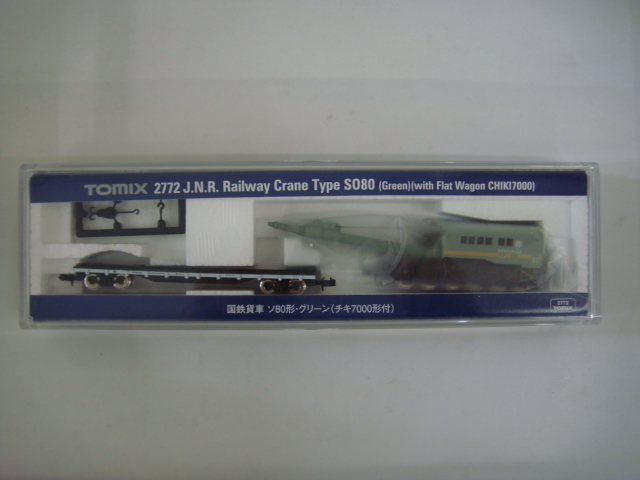 TOMIX 2772 J.N.R. Railway Crane Type SO80 (Green)(with Flat Wagon CHIKI7000)
国鉄貨車 ソ80形・グリーン(チキ7000形付)
2772
TOMIX